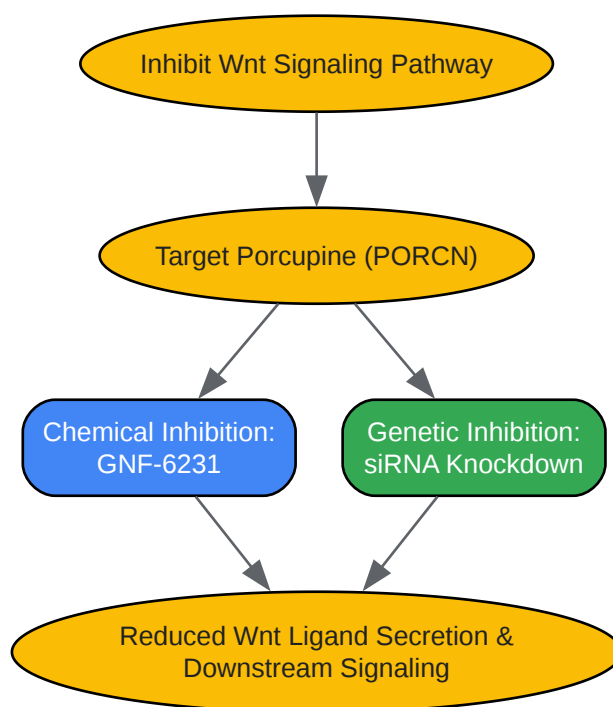 Inhibit Wnt Signaling Pathway
Target Porcupine (PORCN)
Chemical Inhibition:
GNF-6231
Genetic Inhibition:
siRNA Knockdown
Reduced Wnt Ligand Secretion &
Downstream Signaling